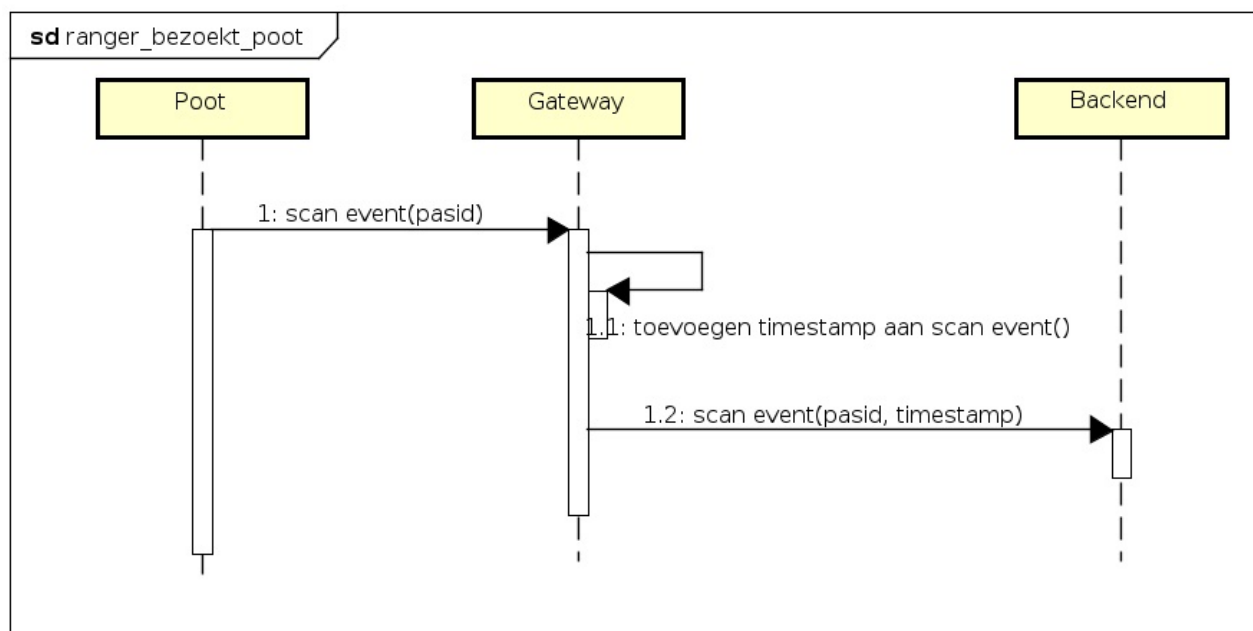 sd ranger_bezoekt_poot
Poot
Gateway
Backend
1: scan event(pasid)
1.1: toevoegen timestamp aan scan event()
1.2: scan event(pasid, timestamp)